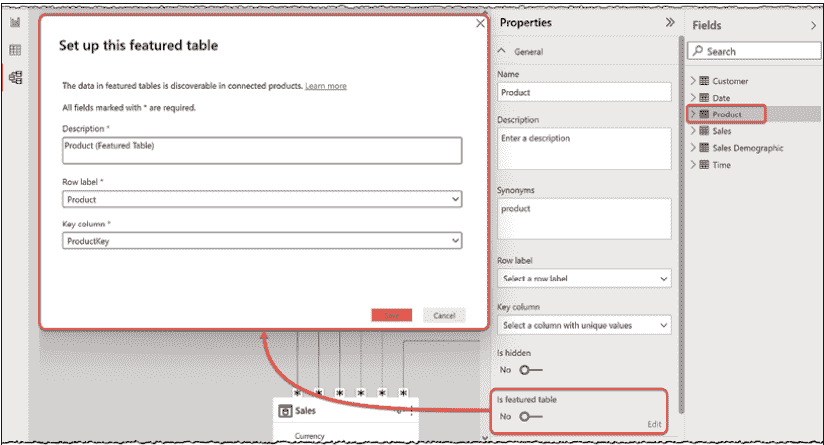 Set up this featured table
The data in featured tables is discoverable in connected products. Learn more
All fields marked with * are required.
Description *
Product (Featured Table)
Row label *
Product
Key column *
ProductKey
Cancel
Sales
Currency
Properties
General
Name
Product
Description
Enter a description
Synonyms
product
Row label
Select a row label
Key column
Select a column with unique values
Is hidden
No
Is featured table
No
Edit
Fields
Search
Customer
Date
Product
Sales
Sales Demographic
Time